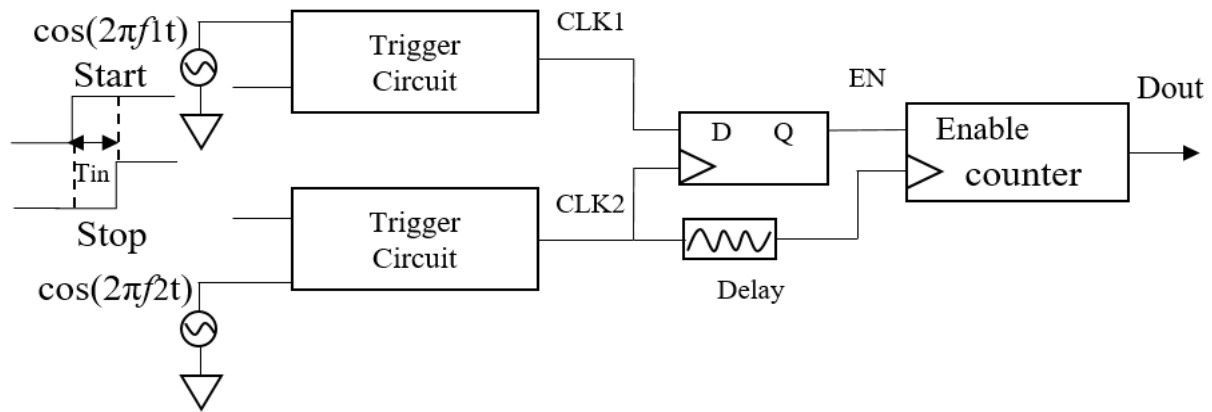 cos(2πf1t)
Start
Tin
Stop
cos(2πf2t)
Trigger
Circuit
Trigger
Circuit
CLK1
CLK2
D Q
Delay
EN
Enable
counter
Dout